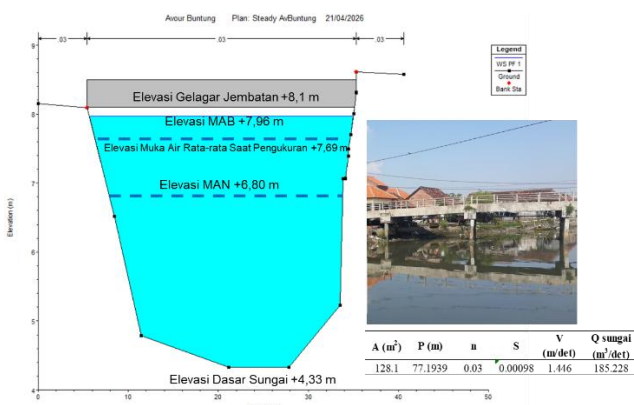 Avour Buntung Plan: Steady AvBuntung 21/04/2026
.03 .03 .03
Legend
WS PF 1
Ground
Bank Sta
Elevation (m)
9
8
7
6
5
4
0 10 20 30 40 50
Elevasi Gelagar Jembatan +8,1 m
Elevasi MAB +7,96 m
Elevasi Muka Air Rata-rata Saat Pengukuran +7,69 m
Elevasi MAN +6,80 m
Elevasi Dasar Sungai +4,33 m
A (m²) P (m) n S V (m/det) Q sungai (m³/det)
128.1 77.1939 0.03 0.00098 1.446 185.228